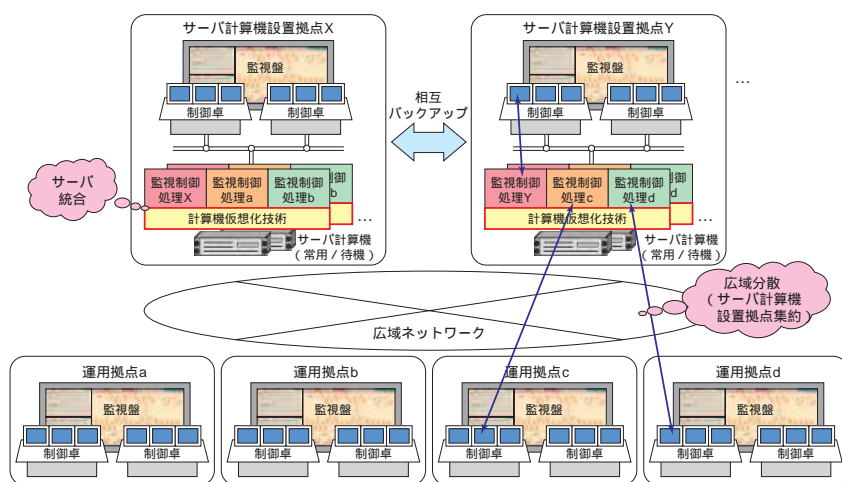 サーバ計算機設置拠点X
監視盤
制御卓
制御卓
サーバ
統合
監視制御
処理X
監視制御
処理a
監視制御
処理b
制御
b
計算機仮想化技術
…
サーバ計算機
(常用/待機)
相互
バックアップ
サーバ計算機設置拠点Y
監視盤
制御卓
制御卓
…
監視制御
処理Y
監視制御
処理c
監視制御
処理d
制御
d
計算機仮想化技術
…
サーバ計算機
(常用/待機)
広域分散
(サーバ計算機
設置拠点集約)
広域ネットワーク
運用拠点a
監視盤
制御卓
制御卓
運用拠点b
監視盤
制御卓
制御卓
運用拠点c
監視盤
制御卓
制御卓
運用拠点d
監視盤
制御卓
制御卓